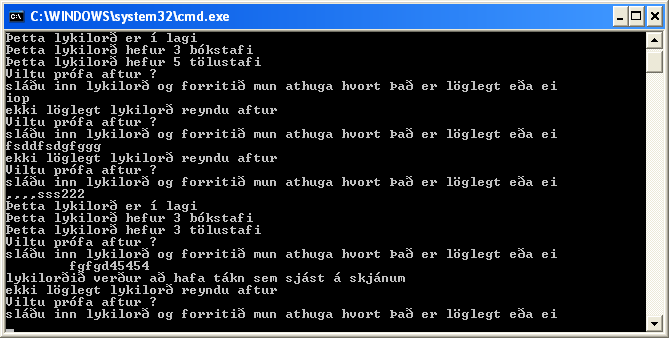 C:\WINDOWS\system32\cmd.exe
Þetta lykilorð er í lagi
Þetta lykilorð hefur 3 bókstafi
Þetta lykilorð hefur 5 tölustafi
Viltu prófa aftur ?
sláðu inn lykilorð og forritið mun athuga hvort Það er löglegt eða ei
iop
ekki löglegt lykilorð reyndu aftur
Viltu prófa aftur ?
sláðu inn lykilorð og forritið mun athuga hvort Það er löglegt eða ei
fsddfsdgfggg
ekki löglegt lykilorð reyndu aftur
Viltu prófa aftur ?
sláðu inn lykilorð og forritið mun athuga hvort Það er löglegt eða ei
,,,,sss222
Þetta lykilorð er í lagi
Þetta lykilorð hefur 3 bókstafi
Þetta lykilorð hefur 3 tölustafi
Viltu prófa aftur ?
sláðu inn lykilorð og forritið mun athuga hvort Það er löglegt eða ei
fgfgd45454
lykilorðið verður að hafa tákn sem sjást á skjánum
ekki löglegt lykilorð reyndu aftur
Viltu prófa aftur ?
sláðu inn lykilorð og forritið mun athuga hvort Það er löglegt eða ei